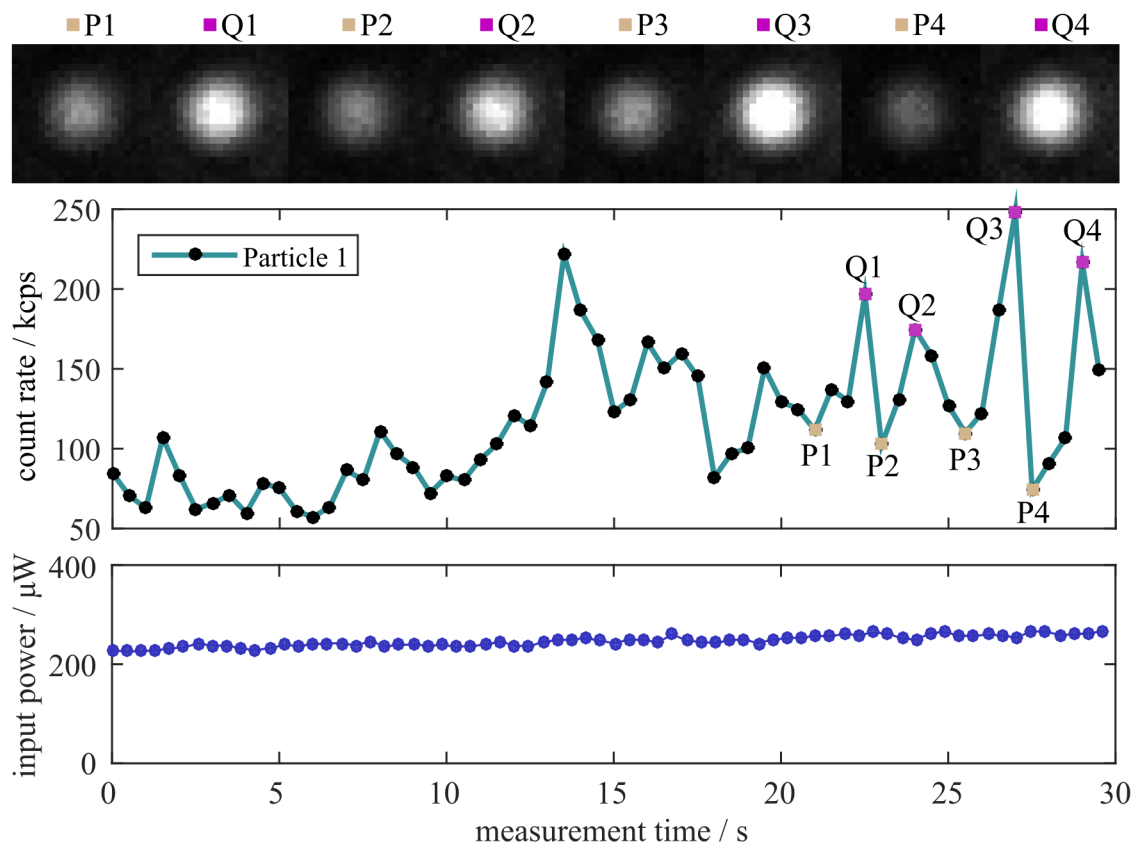 P1 Q1 P2 Q2 P3 Q3 P4 Q4
250
200
150
100
50
count rate / kcps
Particle 1
Q1
Q2
Q3
Q4
P1
P2
P3
P4
400
200
0
input power / µW
0 5 10 15 20 25 30
measurement time / s